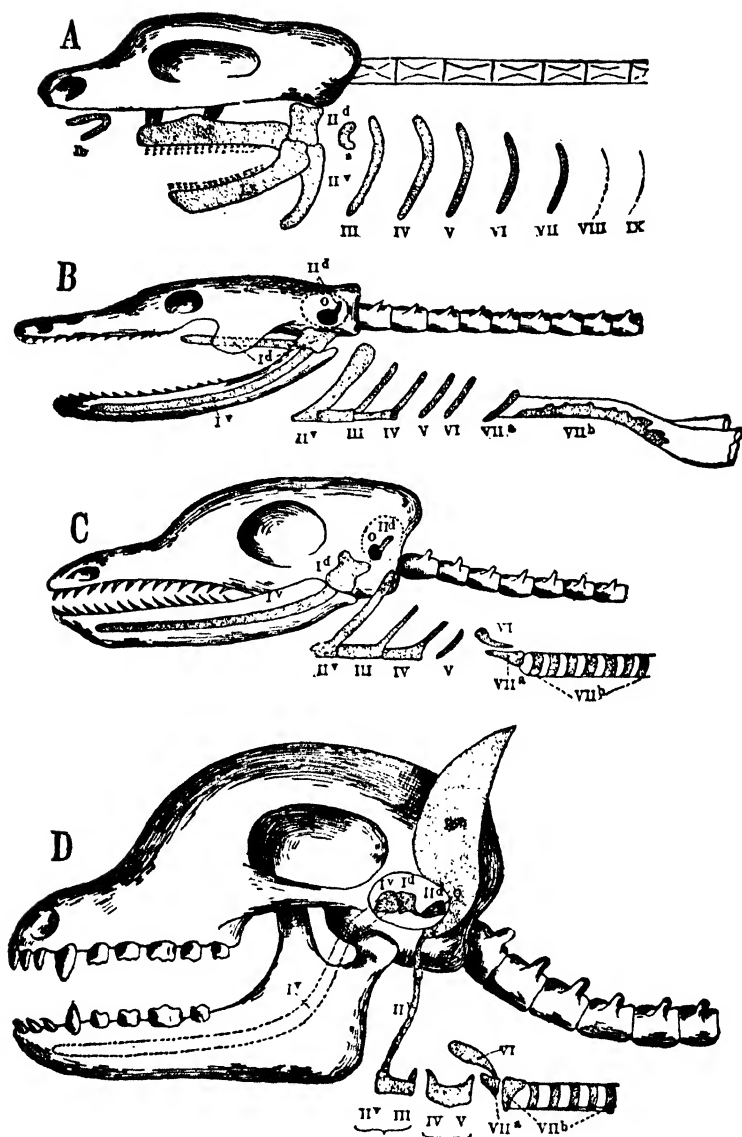 A
II d
II v
III IV V VI VII VIII IX
B
II d
O
I d
I v
II v III IV V VI VII a VII b
C
II d
O
I d
I v
VI
II v III IV V
VII a
VII b
D
I v I d II d
O
I v
II
VI
II v III IV V
VII a VII b